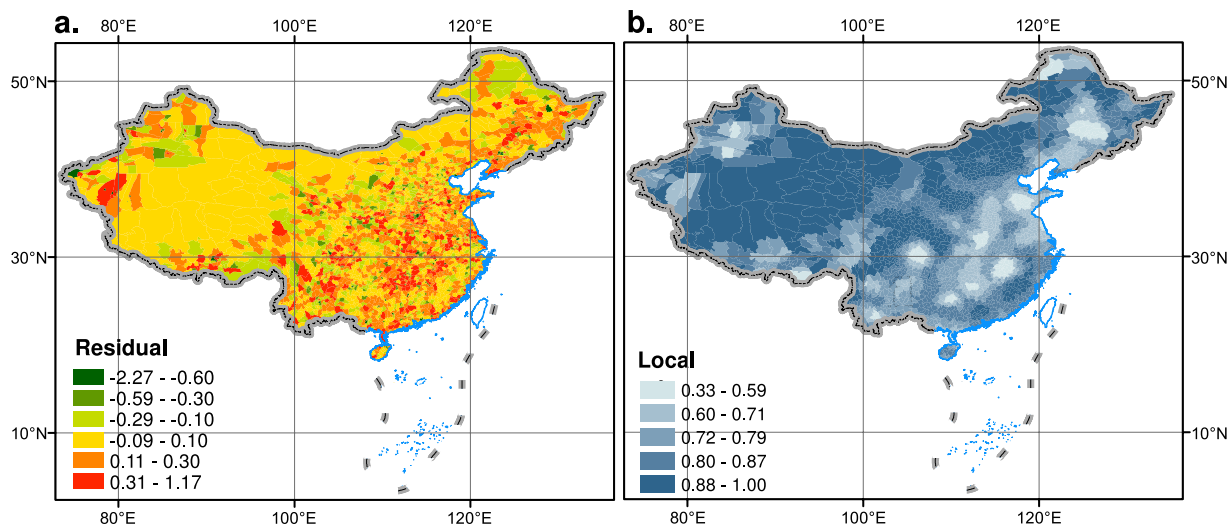 a.
80°E 100°E 120°E
50°N
30°N
10°N
Residual
-2.27 - -0.60
-0.59 - -0.30
-0.29 - -0.10
-0.09 - 0.10
0.11 - 0.30
0.31 - 1.17
80°E 100°E 120°E
b.
80°E 100°E 120°E
50°N
30°N
10°N
Local
0.33 - 0.59
0.60 - 0.71
0.72 - 0.79
0.80 - 0.87
0.88 - 1.00
80°E 100°E 120°E